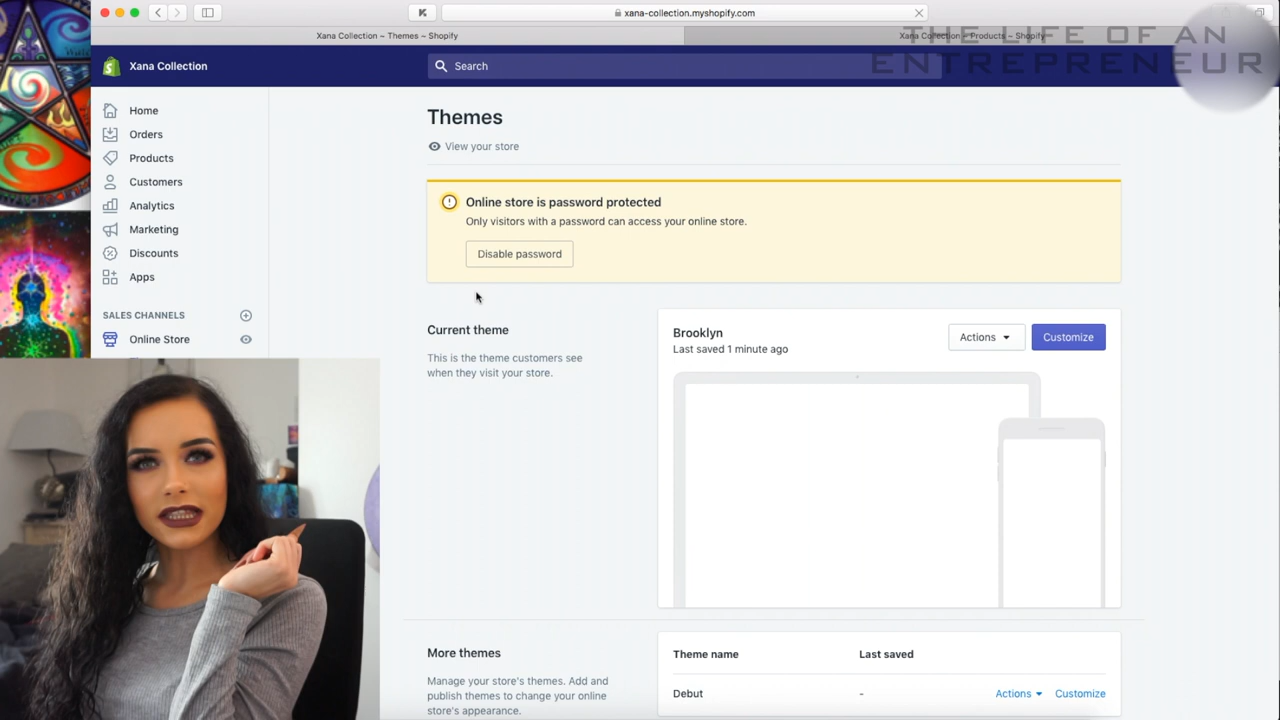 xana-collection.myshopify.com
Xana Collection ~ Themes ~ Shopify
Xana Collection ~ Products ~ Shopify
THE LIFE OF AN
ENTREPRENEUR
Xana Collection
Search
Home
Orders
Products
Customers
Analytics
Marketing
Discounts
Apps
SALES CHANNELS
Online Store
Themes
View your store
Online store is password protected
Only visitors with a password can access your online store.
Disable password
Current theme
This is the theme customers see
when they visit your store.
Brooklyn
Last saved 1 minute ago
Actions
Customize
More themes
Manage your store's themes. Add and
publish themes to change your online
store's appearance.
Theme name
Last saved
Debut
-
Actions
Customize